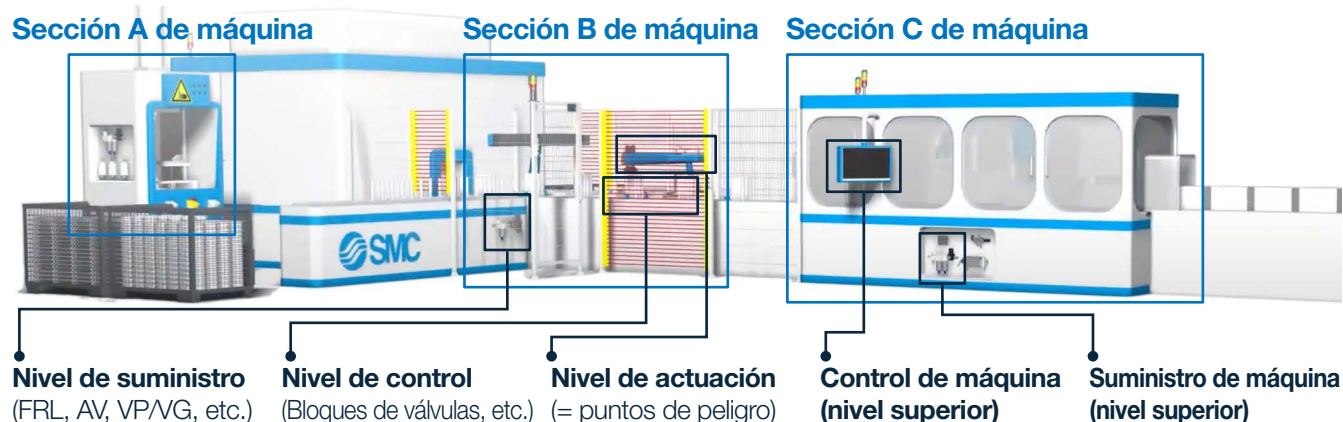 Sección A de máquina
Sección B de máquina
Sección C de máquina
SMC
Nivel de suministro
(FRL, AV, VP/VG, etc.)
Nivel de control
(Bloques de válvulas, etc.)
Nivel de actuación
(= puntos de peligro)
Control de máquina
(nivel superior)
Suministro de máquina
(nivel superior)